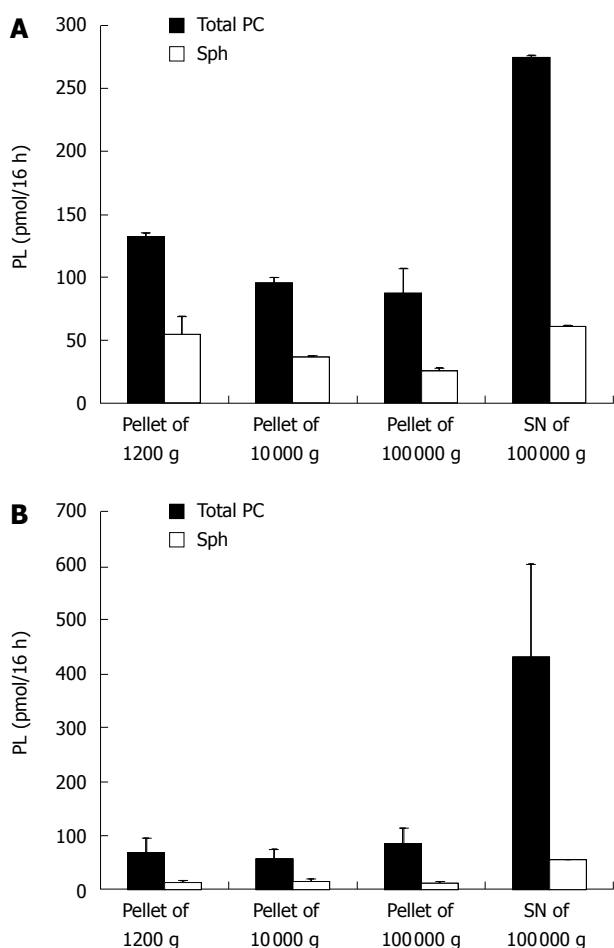 A
Total PC
Sph
PL (pmol/16 h)
300
250
200
150
100
50
0
Pellet of 1200 g
Pellet of 10 000 g
Pellet of 100 000 g
SN of 100 000 g
B
Total PC
Sph
PL (pmol/16 h)
700
600
500
400
300
200
100
0
Pellet of 1200 g
Pellet of 10 000 g
Pellet of 100 000 g
SN of 100 000 g